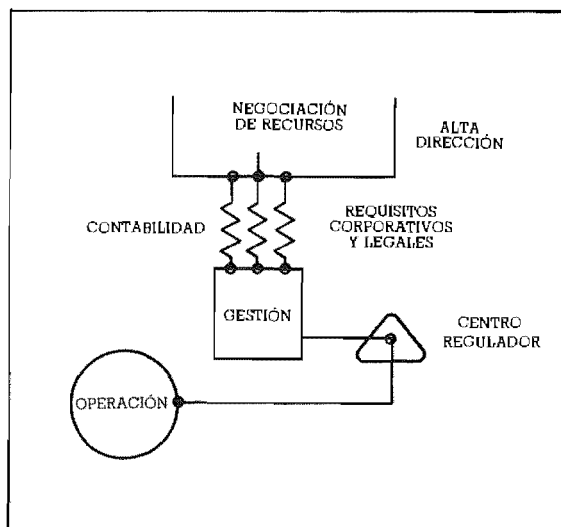 NEGOCIACIÓN
DE RECURSOS
ALTA
DIRECCIÓN
CONTABILIDAD
REQUISITOS
CORPORATIVOS
Y LEGALES
GESTIÓN
CENTRO
REGULADOR
OPERACIÓN